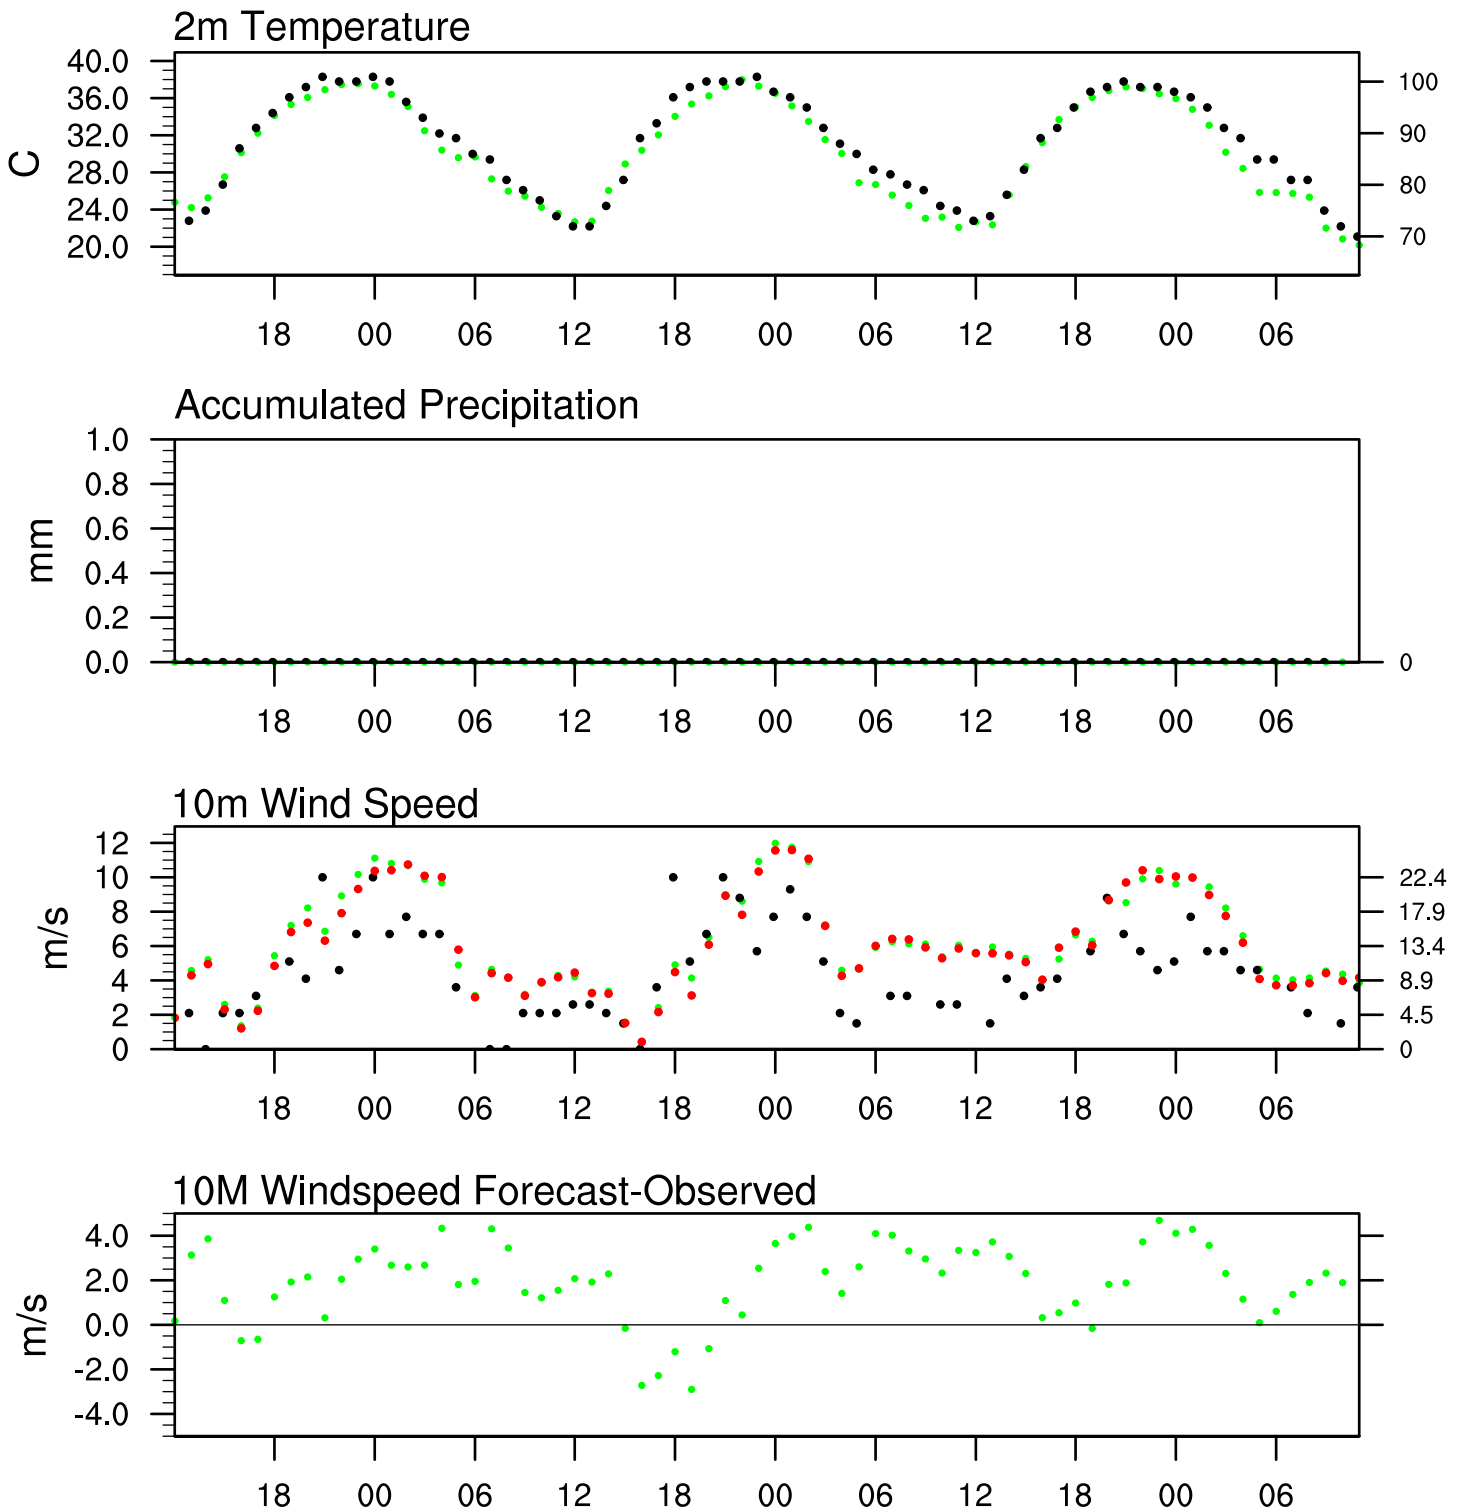 2m Temperature
40.0
36.0
32.0
28.0
24.0
20.0
C
100
90
80
70
18 00 06 12 18 00 06 12 18 00 06
Accumulated Precipitation
1.0
0.8
0.6
0.4
0.2
0.0
mm
0
18 00 06 12 18 00 06 12 18 00 06
10m Wind Speed
12
10
8
6
4
2
0
m/s
22.4
17.9
13.4
8.9
4.5
0
18 00 06 12 18 00 06 12 18 00 06
10M Windspeed Forecast-Observed
4.0
2.0
0.0
-2.0
-4.0
m/s
18 00 06 12 18 00 06 12 18 00 06